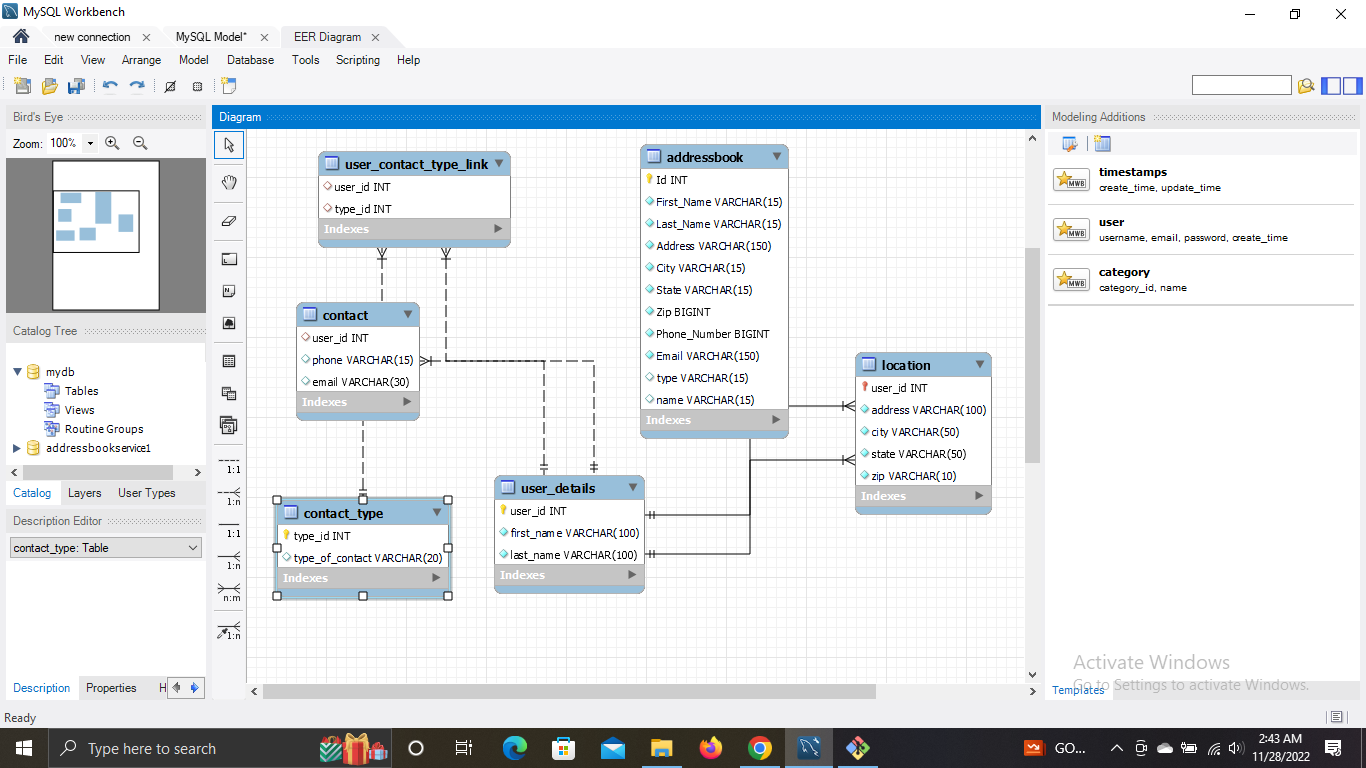 MySQL Workbench
new connection
MySQL Model*
EER Diagram
File Edit View Arrange Model Database Tools Scripting Help
Bird's Eye
Zoom: 100%
Catalog Tree
mydb
Tables
Views
Routine Groups
addressbookservice1
Catalog Layers User Types
Description Editor
contact_type: Table
Description Properties H
Diagram
1:1
1:n
1:1
1:n
n:m
1:n
user_contact_type_link
user_id INT
type_id INT
Indexes
contact
user_id INT
phone VARCHAR(15)
email VARCHAR(30)
Indexes
contact_type
type_id INT
type_of_contact VARCHAR(20)
Indexes
user_details
user_id INT
first_name VARCHAR(100)
last_name VARCHAR(100)
Indexes
addressbook
Id INT
First_Name VARCHAR(15)
Last_Name VARCHAR(15)
Address VARCHAR(150)
City VARCHAR(15)
State VARCHAR(15)
Zip BIGINT
Phone_Number BIGINT
Email VARCHAR(150)
type VARCHAR(15)
name VARCHAR(15)
Indexes
location
user_id INT
address VARCHAR(100)
city VARCHAR(50)
state VARCHAR(50)
zip VARCHAR(10)
Indexes
Modeling Additions
MWB
timestamps
create_time, update_time
MWB
user
username, email, password, create_time
MWB
category
category_id, name
Activate Windows
Go to Settings to activate Windows.
Templates
Ready
Type here to search
GO...
2:43 AM
11/28/2022